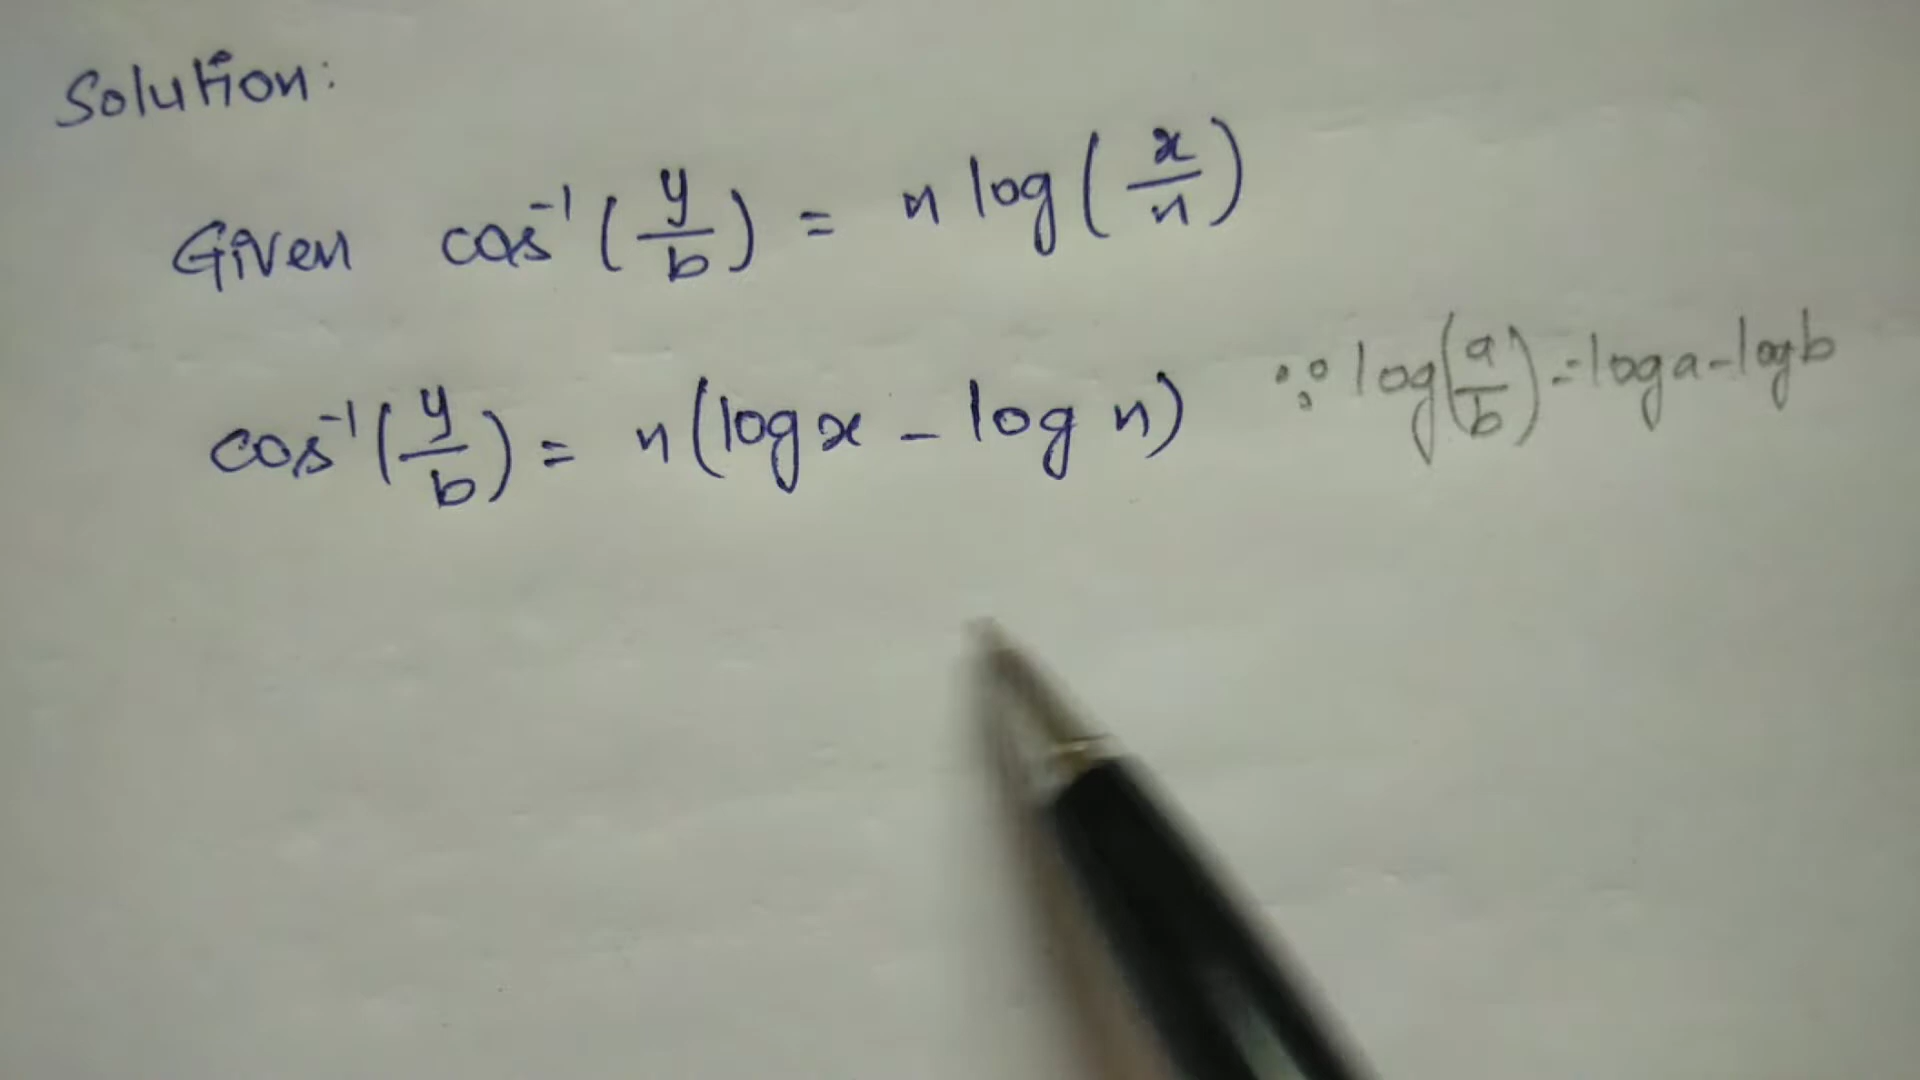 Solution:
Given cos⁻¹(y/b) = n log(x/n)
cos⁻¹(y/b) = n(log x - log n) ∵ log(a/b) = log a - log b